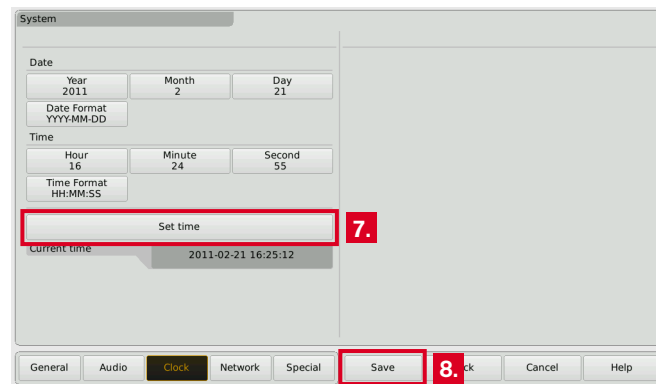 System
Date
Year Month Day
2011 2 21
Date Format
YYYY-MM-DD
Time
Hour Minute Second
16 24 55
Time Format
HH:MM:SS
Set time 7.
Current time 2011-02-21 16:25:12
General Audio Clock Network Special Save 8. Cancel Help